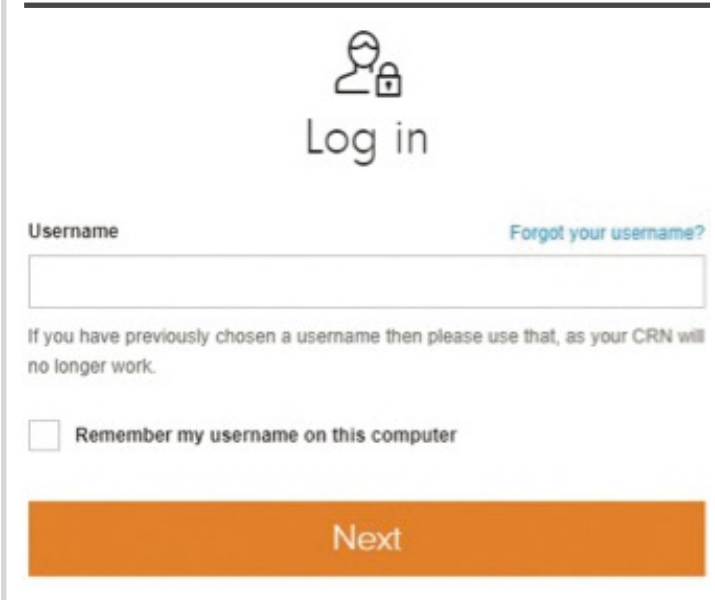 Log in
Username
Forgot your username?
If you have previously chosen a username then please use that, as your CRN will
no longer work.
Remember my username on this computer
Next